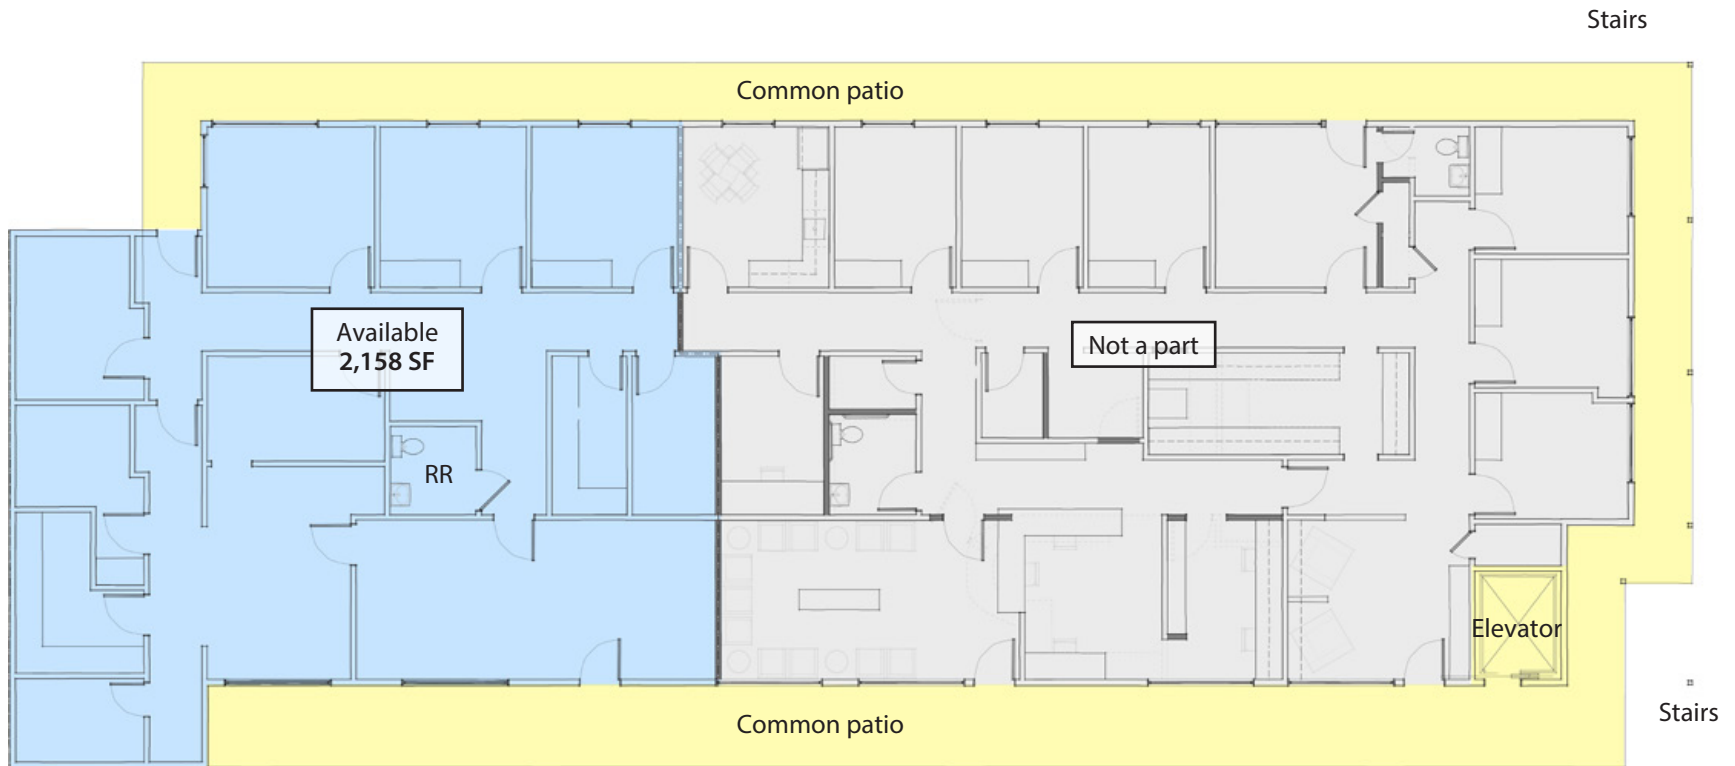 Stairs
Common patio
Available
2,158 SF
Not a part
RR
Elevator
Stairs
Common patio